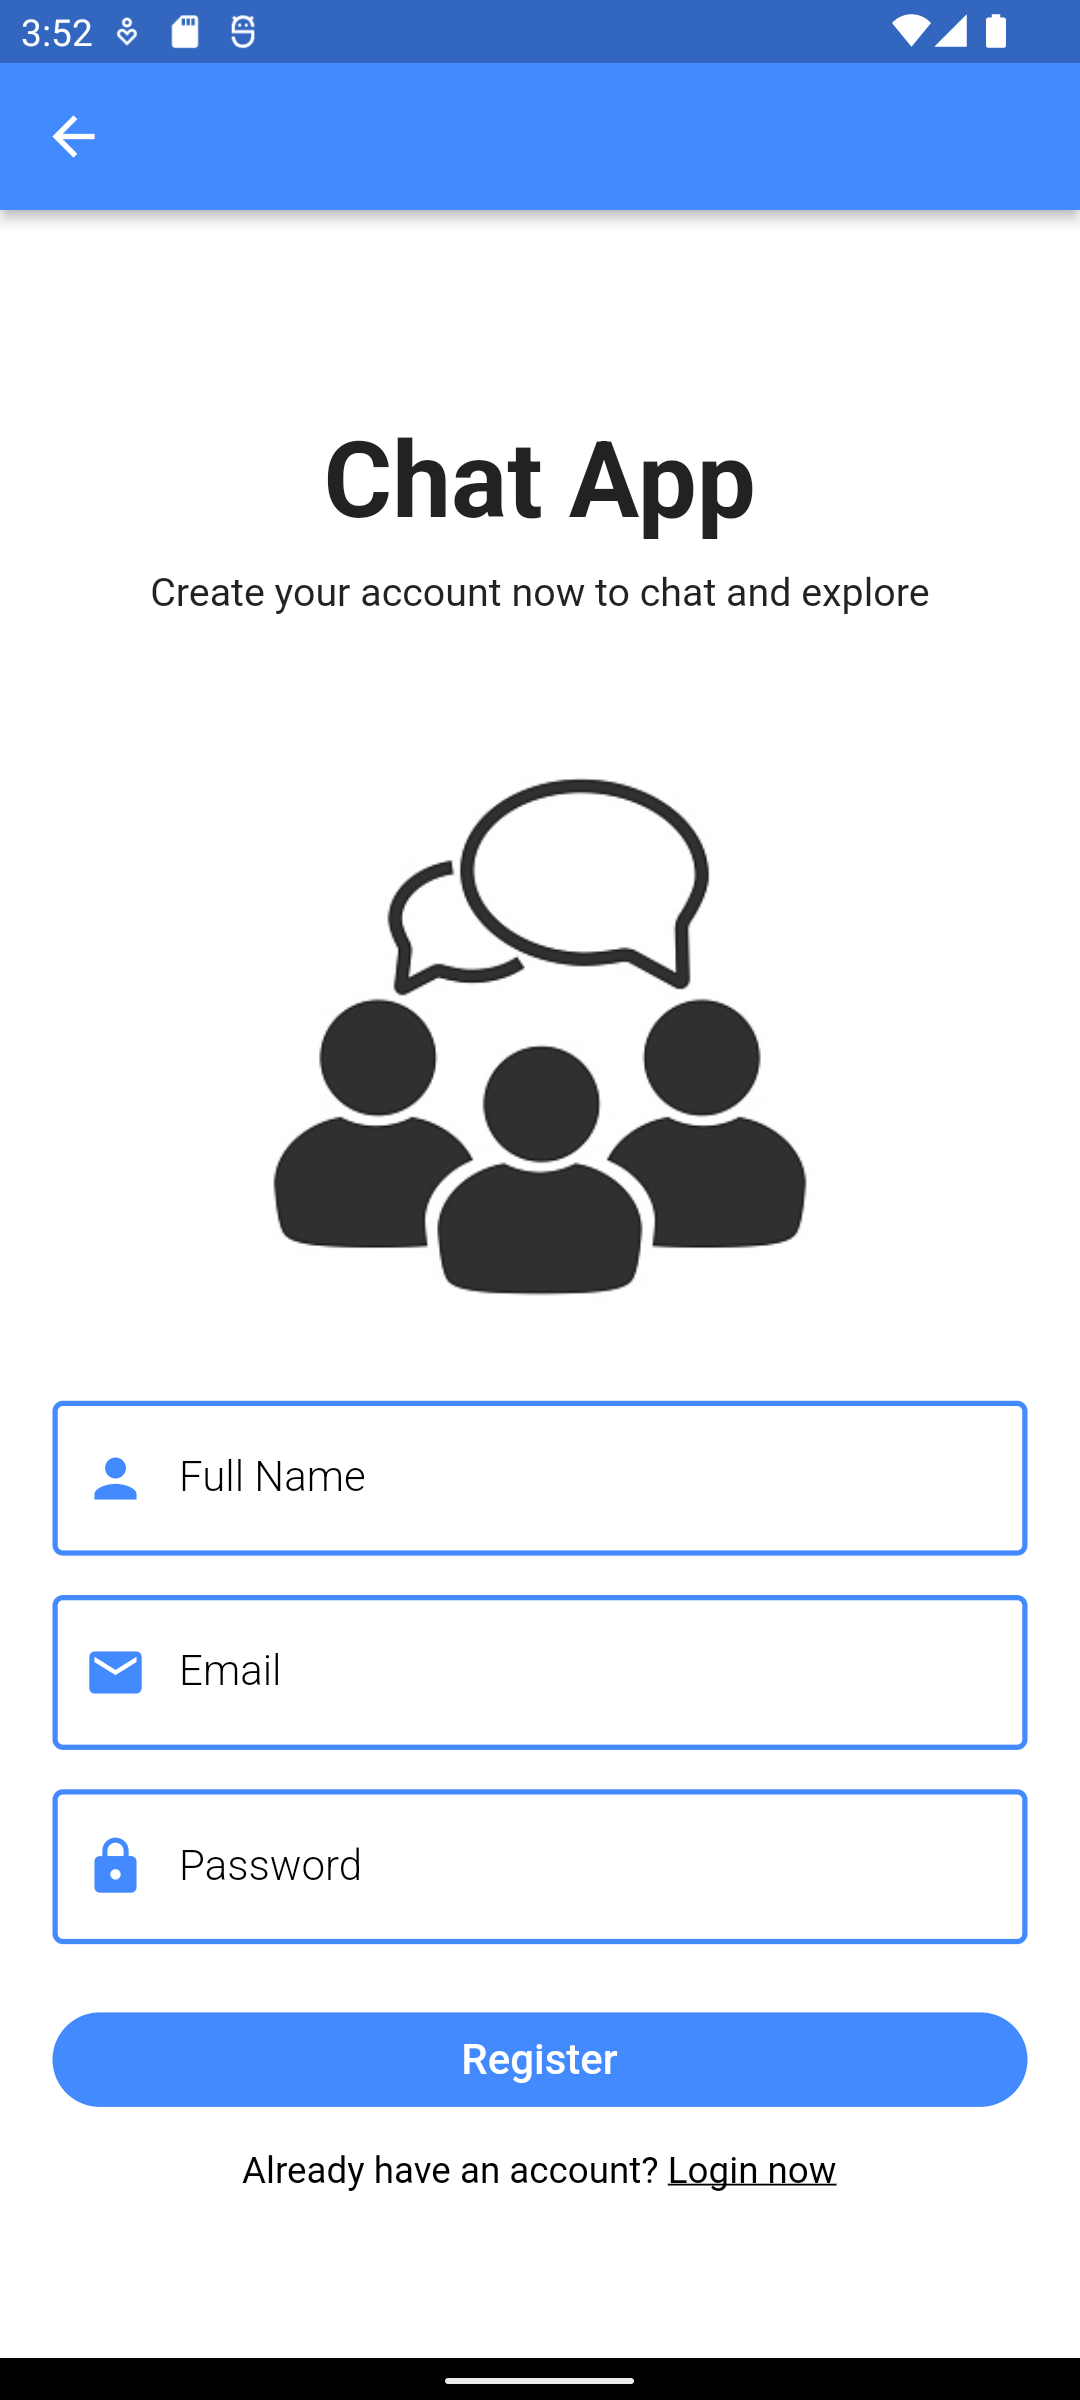 3:52
Chat App
Create your account now to chat and explore
Full Name
Email
Password
Register
Already have an account? Login now